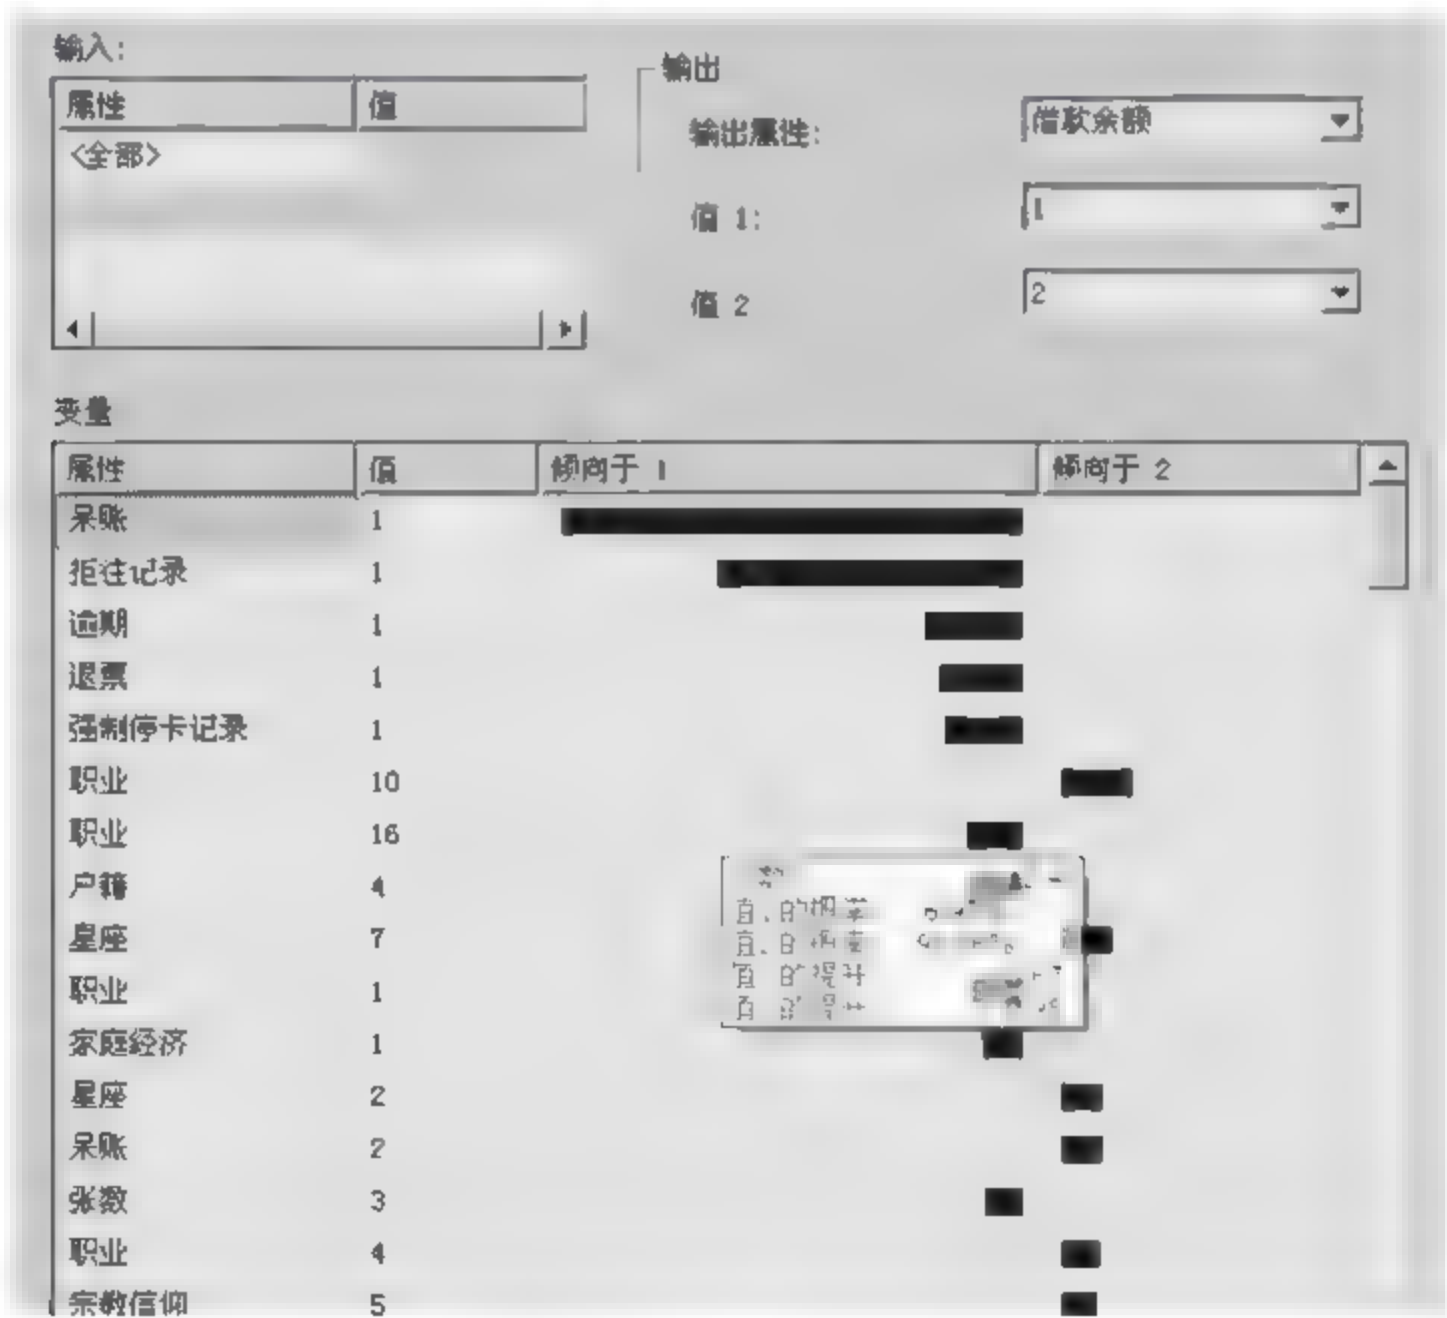 输入:
属性 值
<全部>
输出
输出属性: 借款余额
值 1: 1
值 2 2
变量
属性 值 倾向于 1 倾向于 2
呆账 1
拒往记录 1
逾期 1
退票 1
强制停卡记录 1
职业 10
职业 16
户籍 4
星座 7
职业 1
家庭经济 1
星座 2
呆账 2
张数 3
职业 4
宗教信仰 5